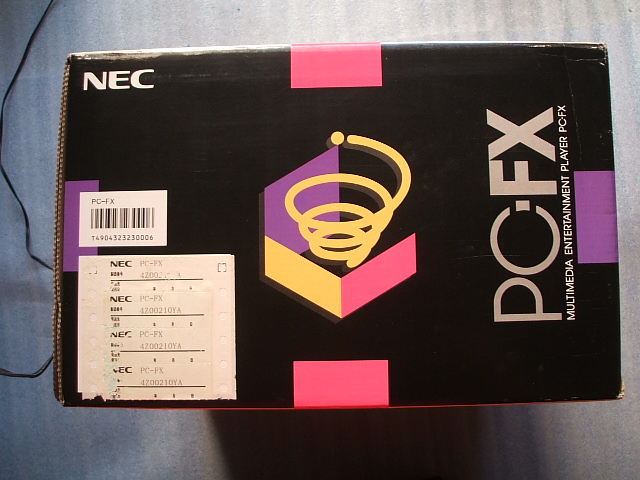 NEC
PC-FX
MULTIMEDIA ENTERTAINMENT PLAYER PC-FX
PC-FX
T4904323230006
NEC PC-FX
NEC PC-FX
4Z00210YA
NEC PC-FX
4Z00210YA
NEC PC-FX
4Z00210YA